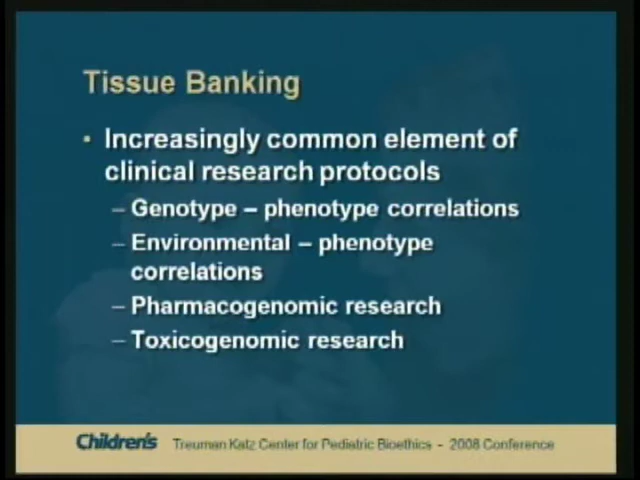 Tissue Banking
• Increasingly common element of
clinical research protocols
– Genotype – phenotype correlations
– Environmental – phenotype
correlations
– Pharmacogenomic research
– Toxicogenomic research
Children's Treuman Katz Center for Pediatric Bioethics - 2008 Conference